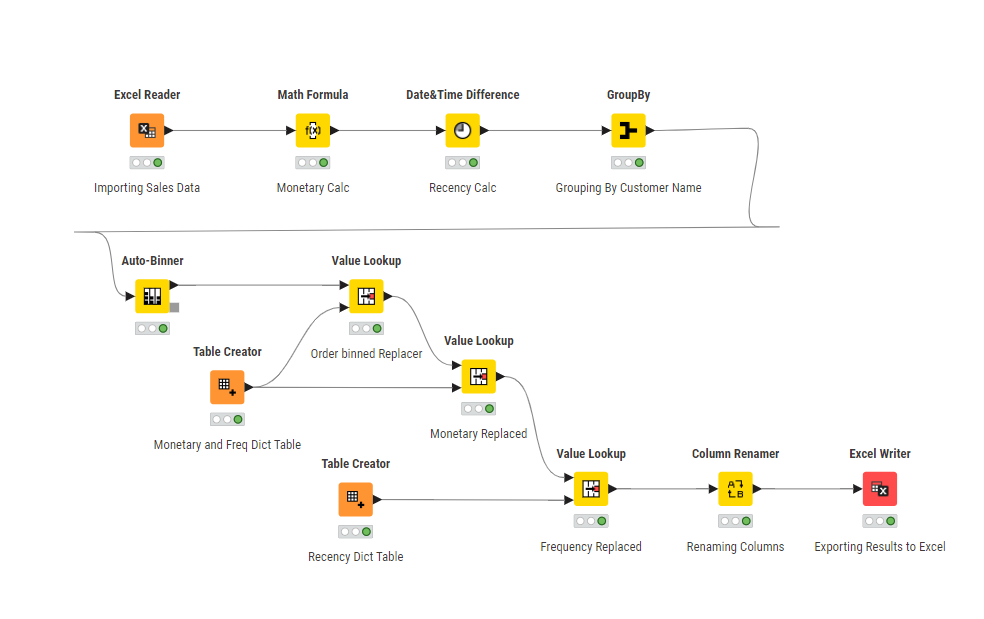 Excel Reader
Math Formula
Date&Time Difference
GroupBy
Importing Sales Data
Monetary Calc
Recency Calc
Grouping By Customer Name
Auto-Binner
Value Lookup
Order binned Replacer
Table Creator
Monetary and Freq Dict Table
Value Lookup
Monetary Replaced
Table Creator
Recency Dict Table
Value Lookup
Frequency Replaced
Column Renamer
Renaming Columns
Excel Writer
Exporting Results to Excel